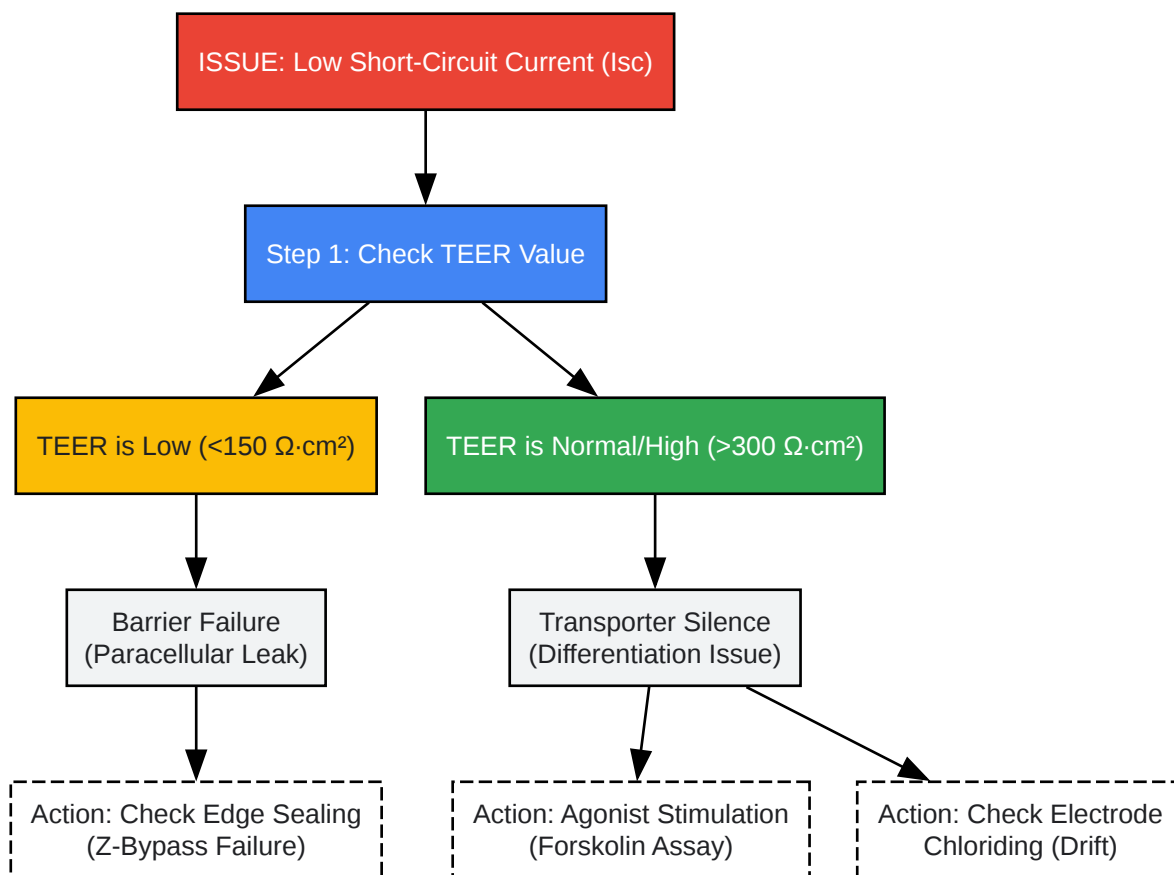 ISSUE: Low Short-Circuit Current (Isc)
Step 1: Check TEER Value
TEER is Low (<150 Ω·cm²)
TEER is Normal/High (>300 Ω·cm²)
Barrier Failure
(Paracellular Leak)
Transporter Silence
(Differentiation Issue)
Action: Check Edge Sealing
(Z-Bypass Failure)
Action: Agonist Stimulation
(Forskolin Assay)
Action: Check Electrode
Chloriding (Drift)